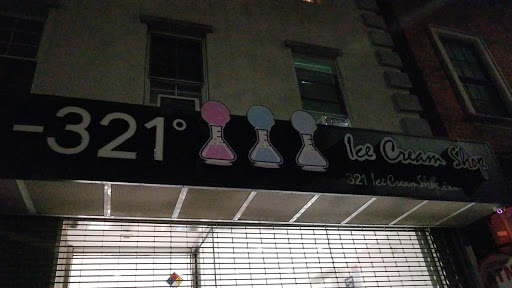 -321°
Ice Cream Shop
321 Ice Cream Shop.com